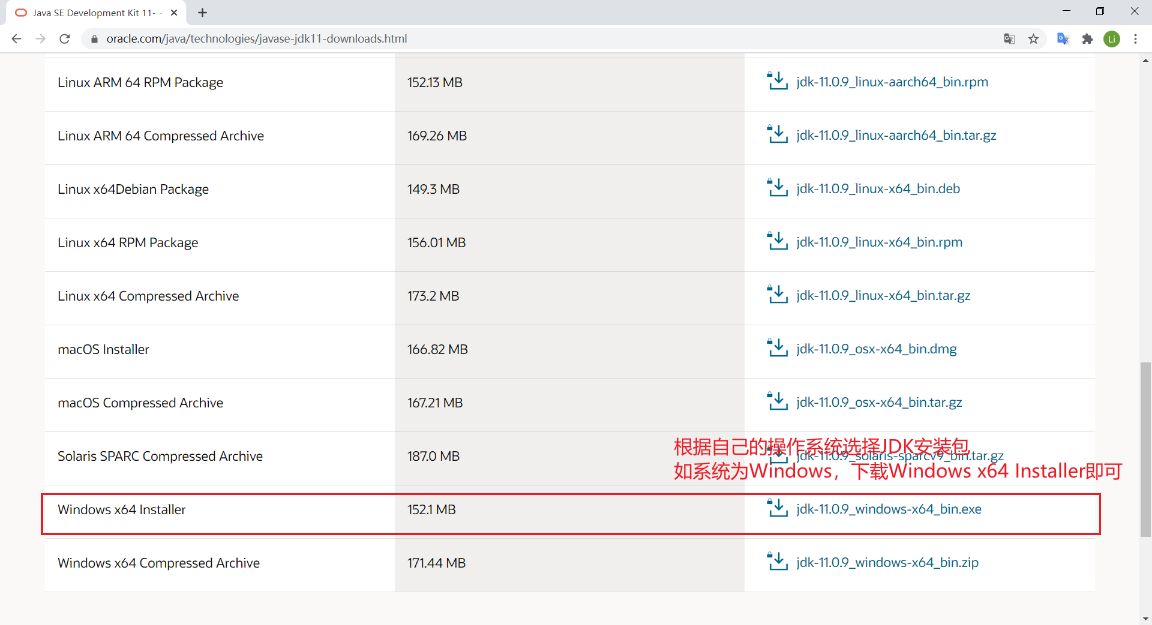 Java SE Development Kit 11- -
oracle.com/java/technologies/javase-jdk11-downloads.html
Li
Linux ARM 64 RPM Package 152.13 MB jdk-11.0.9_linux-aarch64_bin.rpm
Linux ARM 64 Compressed Archive 169.26 MB jdk-11.0.9_linux-aarch64_bin.tar.gz
Linux x64Debian Package 149.3 MB jdk-11.0.9_linux-x64_bin.deb
Linux x64 RPM Package 156.01 MB jdk-11.0.9_linux-x64_bin.rpm
Linux x64 Compressed Archive 173.2 MB jdk-11.0.9_linux-x64_bin.tar.gz
macOS Installer 166.82 MB jdk-11.0.9_osx-x64_bin.dmg
macOS Compressed Archive 167.21 MB jdk-11.0.9_osx-x64_bin.tar.gz
根据自己的操作系统选择JDK安装包
Solaris SPARC Compressed Archive 187.0 MB jdk-11.0.9_solaris-sparcv9_bin.tar.gz
如系统为Windows，下载Windows x64 Installer即可
Windows x64 Installer 152.1 MB jdk-11.0.9_windows-x64_bin.exe
Windows x64 Compressed Archive 171.44 MB jdk-11.0.9_windows-x64_bin.zip